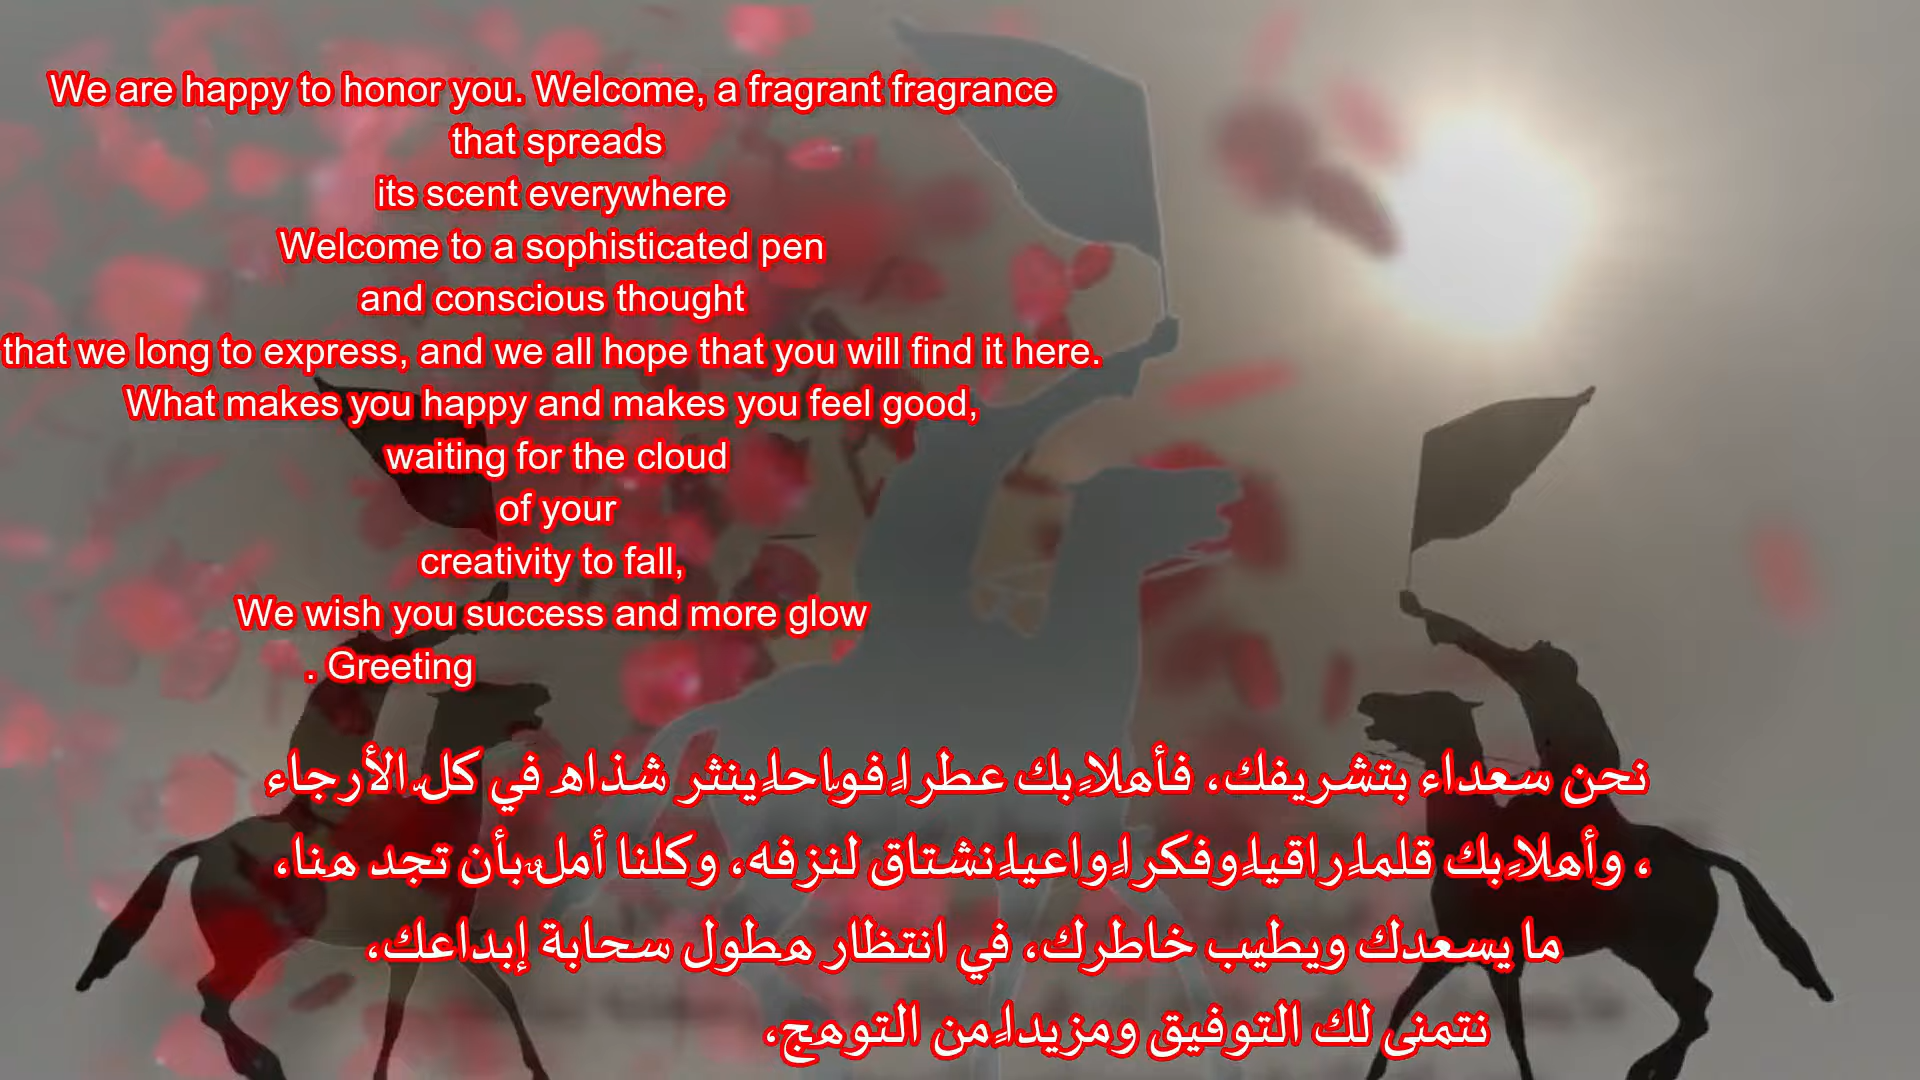 We are happy to honor you. Welcome, a fragrant fragrance
that spreads
its scent everywhere
Welcome to a sophisticated pen
and conscious thought
that we long to express, and we all hope that you will find it here.
What makes you happy and makes you feel good,
waiting for the cloud
of your
creativity to fall,
We wish you success and more glow
. Greeting
نحن سعداء بتشريفك، فأهلاً بك عطراً فواحاً ينثر شذاه في كل الأرجاء
، وأهلاً بك قلماً راقياً وفكراً واعياً نشتاق لنزفه، وكلنا أملٌ بأن تجد هنا،
ما يسعدك ويطيب خاطرك، في انتظار هطول سحابة إبداعك،
نتمنى لك التوفيق ومزيداً من التوهج،